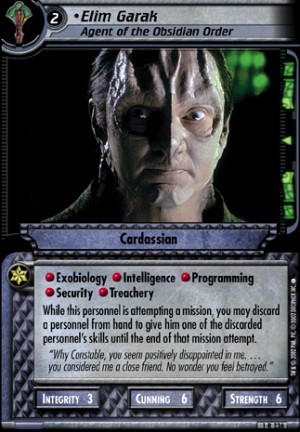 2
•Elim Garak
Agent of the Obsidian Order
Cardassian
• Exobiology • Intelligence • Programming
• Security • Treachery
While this personnel is attempting a mission, you may discard
a personnel from hand to give him one of the discarded
personnel's skills until the end of that mission attempt.
"Why Constable, you seem positively disappointed in me. . . .
you considered me a close friend. No wonder you feel betrayed."
INTEGRITY 3 CUNNING 6 STRENGTH 6